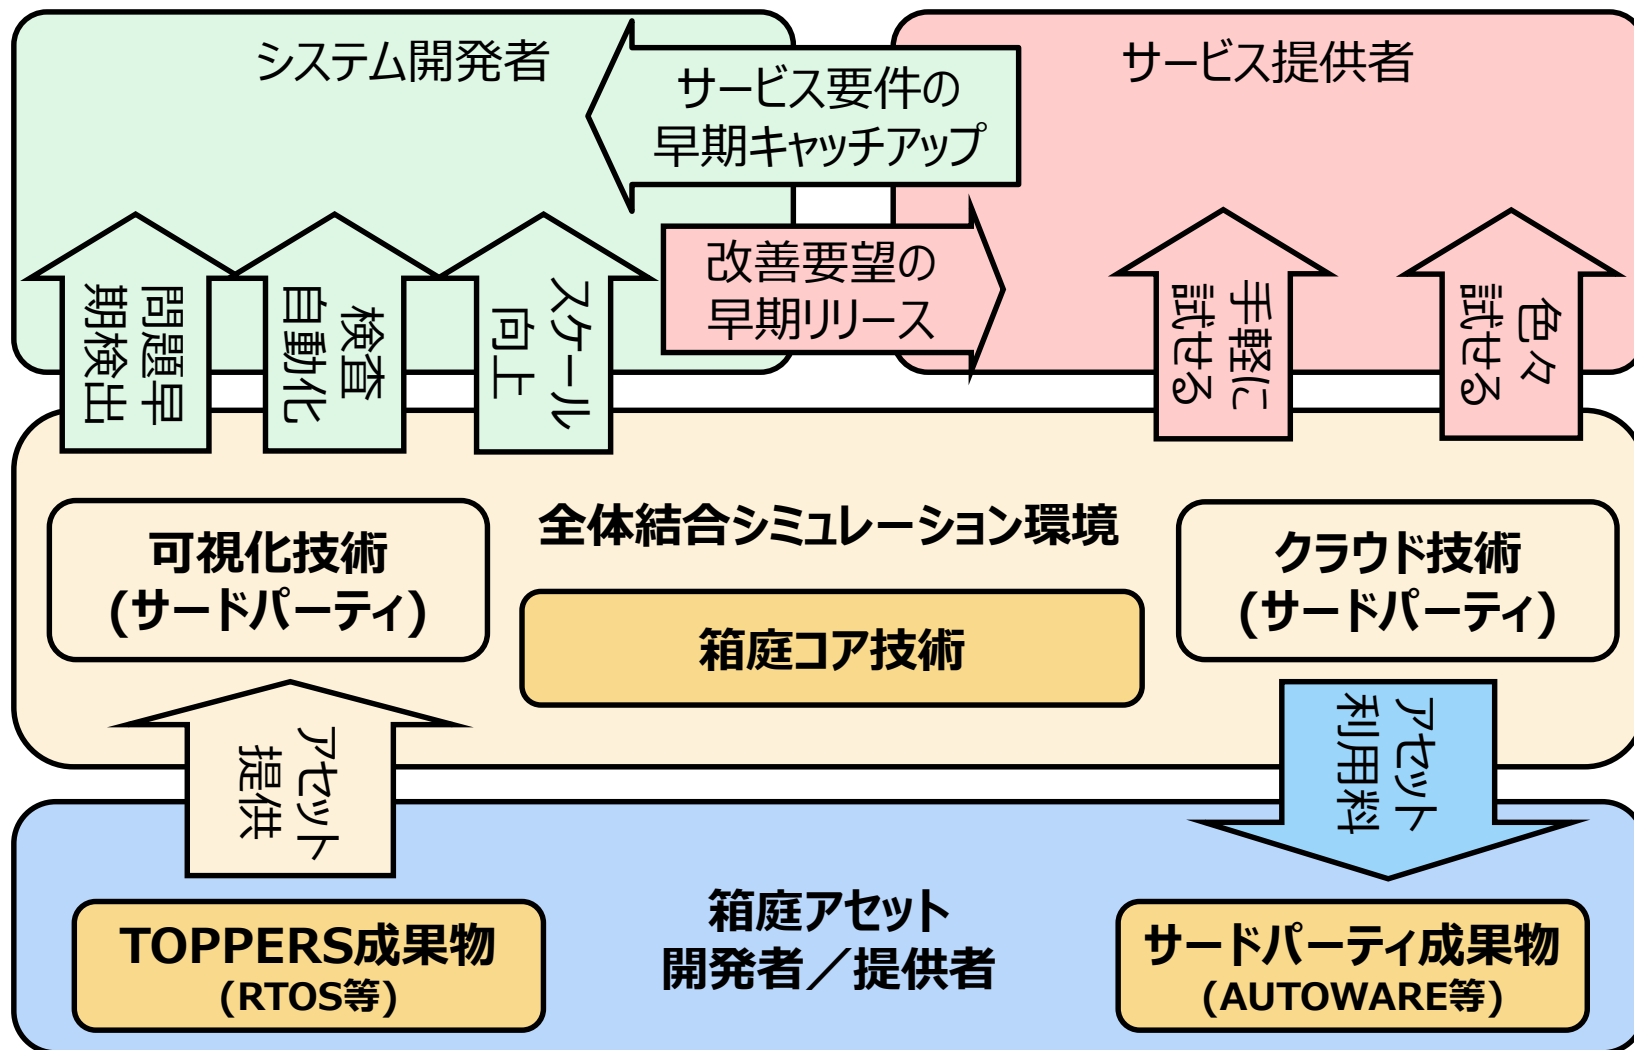 システム開発者
サービス要件の
早期キャッチアップ
サービス提供者
改善要望の
早期リリース
問題早
期検出
検査
自動化
スケール
向上
手軽に
試せる
色々
試せる
全体結合シミュレーション環境
可視化技術
(サードパーティ)
箱庭コア技術
クラウド技術
(サードパーティ)
アセット
提供
アセット
利用料
箱庭アセット
開発者／提供者
TOPPERS成果物
(RTOS等)
サードパーティ成果物
(AUTOWARE等)